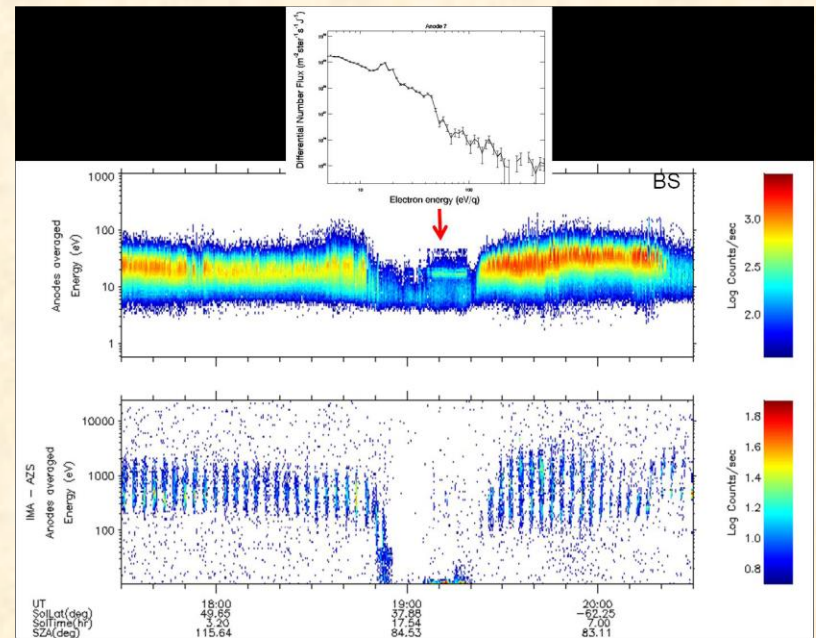 Anode 7
Differential Number Flux (m⁻²ster⁻¹s⁻¹J⁻¹)
10
100
Electron energy (eV/q)
BS
Anodes averaged
Energy (eV)
1000
100
10
1
3.0
2.5
2.0
Log Counts/sec
IMA - AZS
Anodes averaged
Energy (eV)
10000
1000
100
1.8
1.6
1.4
1.2
1.0
0.8
Log Counts/sec
UT 18:00 19:00 20:00
SolLat(deg) 49.65 37.88 -62.25
SolTime(hr) 3.20 17.54 7.00
SZA(deg) 115.64 84.53 83.11